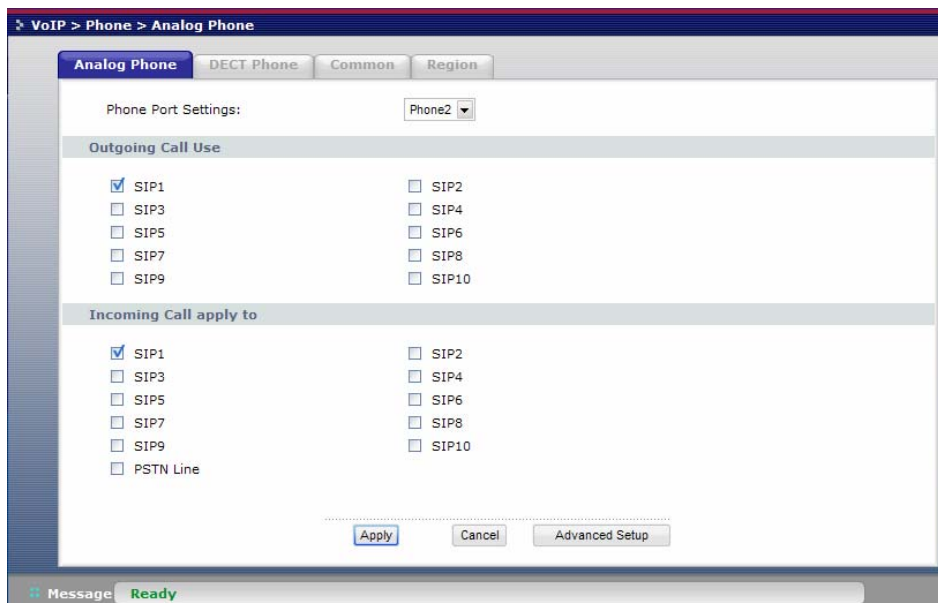 VoIP > Phone > Analog Phone
Analog Phone DECT Phone Common Region
Phone Port Settings: Phone2
Outgoing Call Use
SIP1 SIP2
SIP3 SIP4
SIP5 SIP6
SIP7 SIP8
SIP9 SIP10
Incoming Call apply to
SIP1 SIP2
SIP3 SIP4
SIP5 SIP6
SIP7 SIP8
SIP9 SIP10
PSTN Line
Apply Cancel Advanced Setup
Message Ready